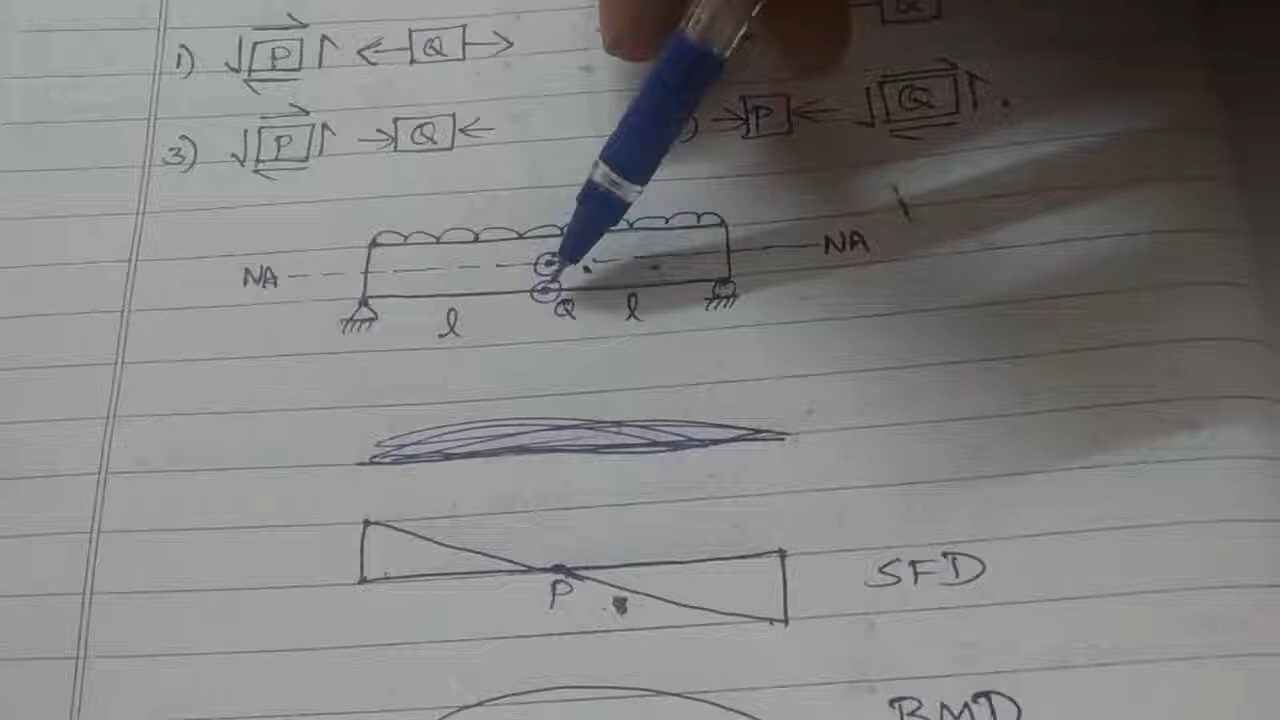 1) P Q Q
3) P Q ) P Q
NA NA
l Q l
P SFD
BMD